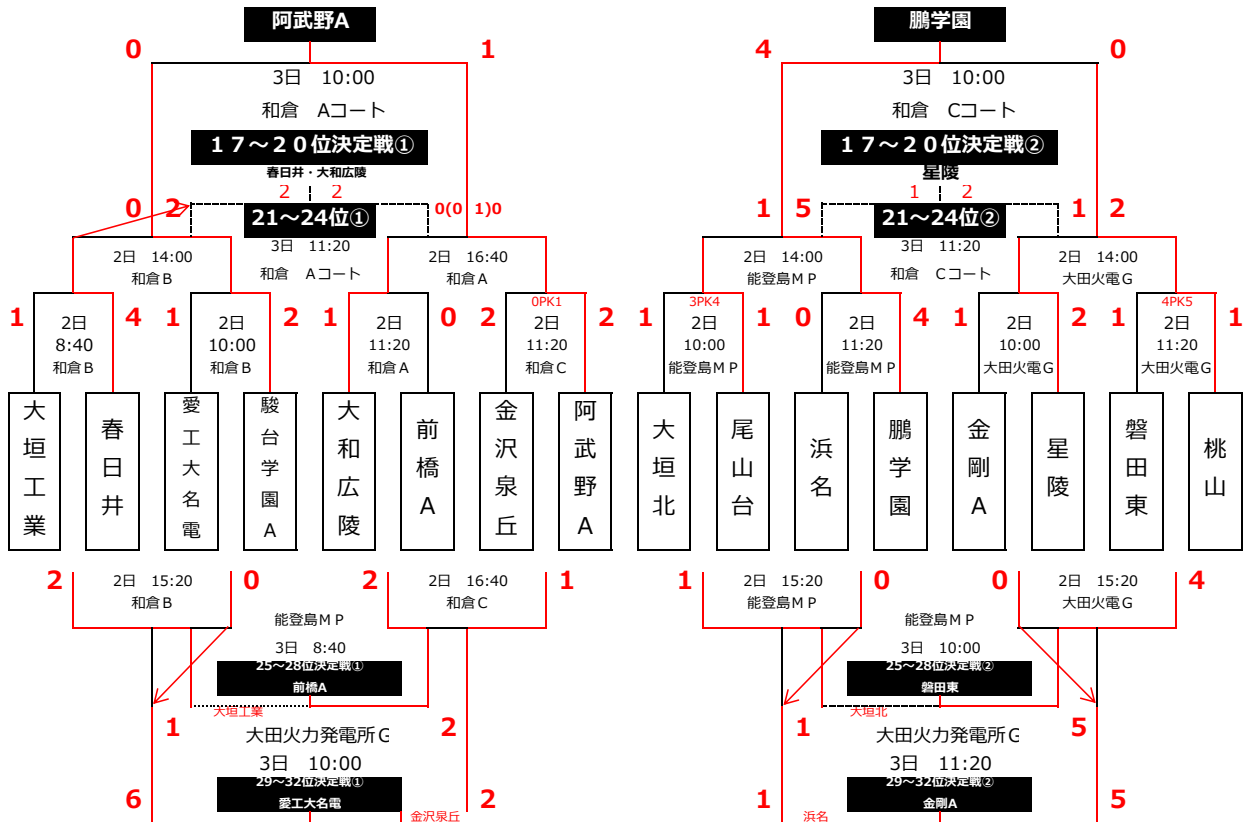 阿武野A
鵬学園
0
1
4
0
3日 10:00
3日 10:00
和倉 Aコート
和倉 Cコート
17～20位決定戦①
17～20位決定戦②
春日井・大和広陵
星陵
2 2
1 2
0 2
21～24位①
0(0 1)0
1 5
21～24位②
1 2
2日 14:00
3日 11:20
2日 16:40
2日 14:00
3日 11:20
2日 14:00
和倉B
和倉 Aコート
和倉A
能登島MP
和倉 Cコート
大田火電G
0PK1
3PK4
4PK5
1
2日
4
1
2日
2
1
2日
0
2
2日
2
1
2日
1
0
2日
4
1
2日
2
1
2日
1
8:40
10:00
11:20
11:20
10:00
11:20
10:00
11:20
和倉B
和倉B
和倉A
和倉C
能登島MP
能登島MP
大田火電G
大田火電G
大垣工業
春日井
愛工大名電
駿台学園A
大和広陵
前橋A
金沢泉丘
阿武野A
大垣北
尾山台
浜名
鵬学園
金剛A
星陵
磐田東
桃山
2
2日 15:20
0
2
2日 16:40
1
1
2日 15:20
0
0
2日 15:20
4
和倉B
和倉C
能登島MP
大田火電G
能登島MP
能登島MP
3日 8:40
3日 10:00
25～28位決定戦①
25～28位決定戦②
前橋A
磐田東
大垣工業
大垣北
1
大田火力発電所G
2
1
大田火力発電所G
5
3日 10:00
3日 11:20
29～32位決定戦①
29～32位決定戦②
6
愛工大名電
2
1
金剛A
5
金沢泉丘
浜名